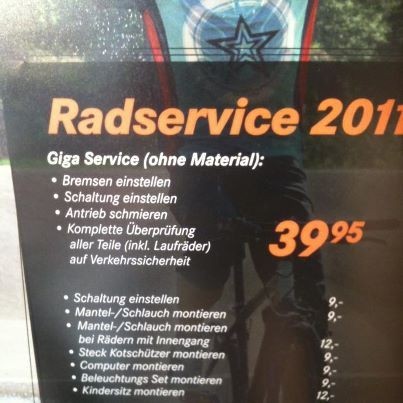 Radservice 2011
Giga Service (ohne Material):
• Bremsen einstellen
• Schaltung einstellen
• Antrieb schmieren
• Komplette Überprüfung
aller Teile (inkl. Laufräder)
auf Verkehrssicherheit
39⁹⁵
• Schaltung einstellen 9,-
• Mantel-/Schlauch montieren 9,-
• Mantel-/Schlauch montieren
bei Rädern mit Innengang 12,-
• Steck Kotschützer montieren 9,-
• Computer montieren 9,-
• Beleuchtungs Set montieren 9,-
• Kindersitz montieren 12,-